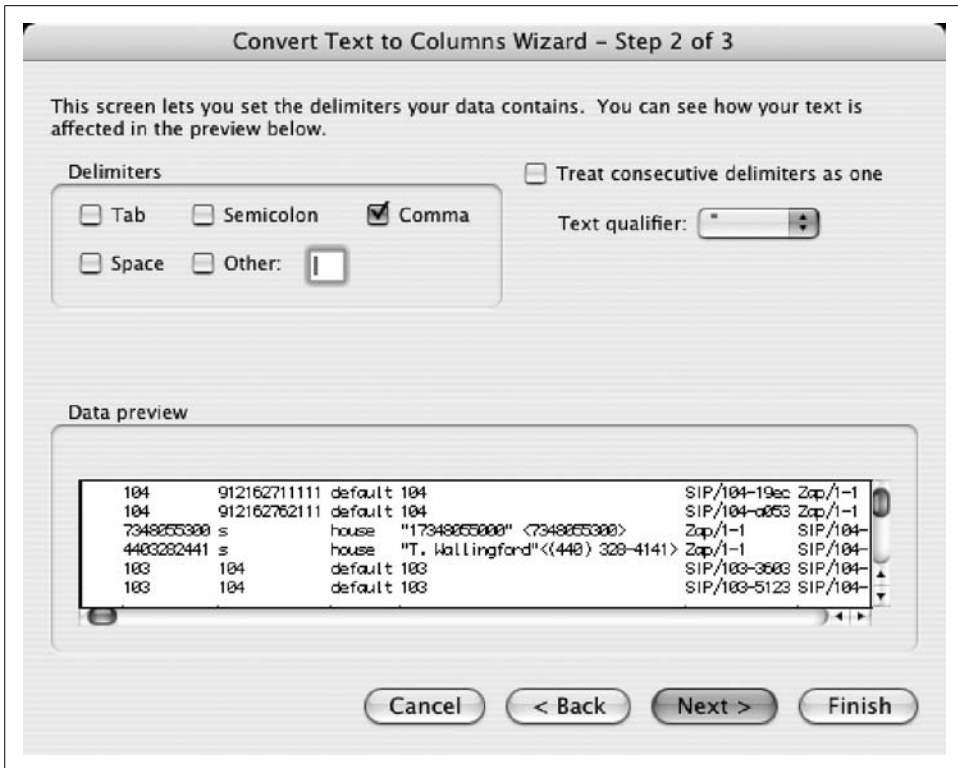 Convert Text to Columns Wizard – Step 2 of 3
This screen lets you set the delimiters your data contains. You can see how your text is
affected in the preview below.
Delimiters
Treat consecutive delimiters as one
Tab Semicolon Comma
Text qualifier: "
Space Other:
Data preview
104 912162711111 default 104 SIP/104-19ec Zap/1-1
104 912162762111 default 104 SIP/104-a053 Zap/1-1
7348055300 s house "17348055000" <7348055300> Zap/1-1 SIP/104-
4403282441 s house "T. Wallingford"<(440) 328-4141> Zap/1-1 SIP/104-
103 104 default 103 SIP/103-3603 SIP/104-
103 104 default 103 SIP/103-5123 SIP/104-
Cancel < Back Next > Finish